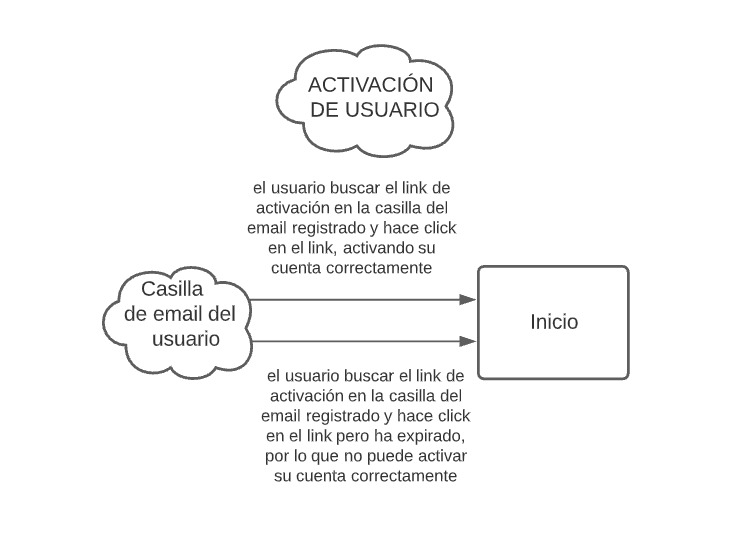 ACTIVACIÓN
DE USUARIO
el usuario buscar el link de
activación en la casilla del
email registrado y hace click
en el link, activando su
cuenta correctamente
Casilla
de email del
usuario
Inicio
el usuario buscar el link de
activación en la casilla del
email registrado y hace click
en el link pero ha expirado,
por lo que no puede activar
su cuenta correctamente